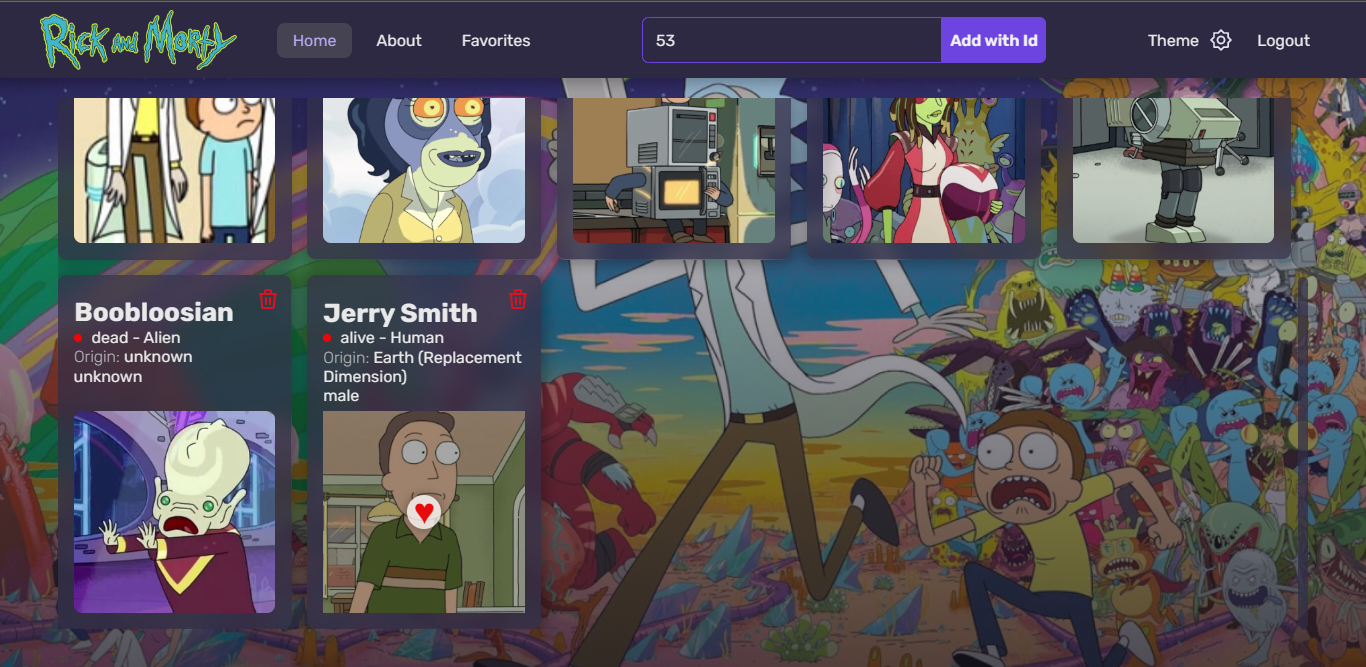 Rick and Morty
Home
About
Favorites
53
Add with Id
Theme
Logout
Boobloosian
dead - Alien
Origin: unknown
unknown
Jerry Smith
alive - Human
Origin: Earth (Replacement
Dimension)
male